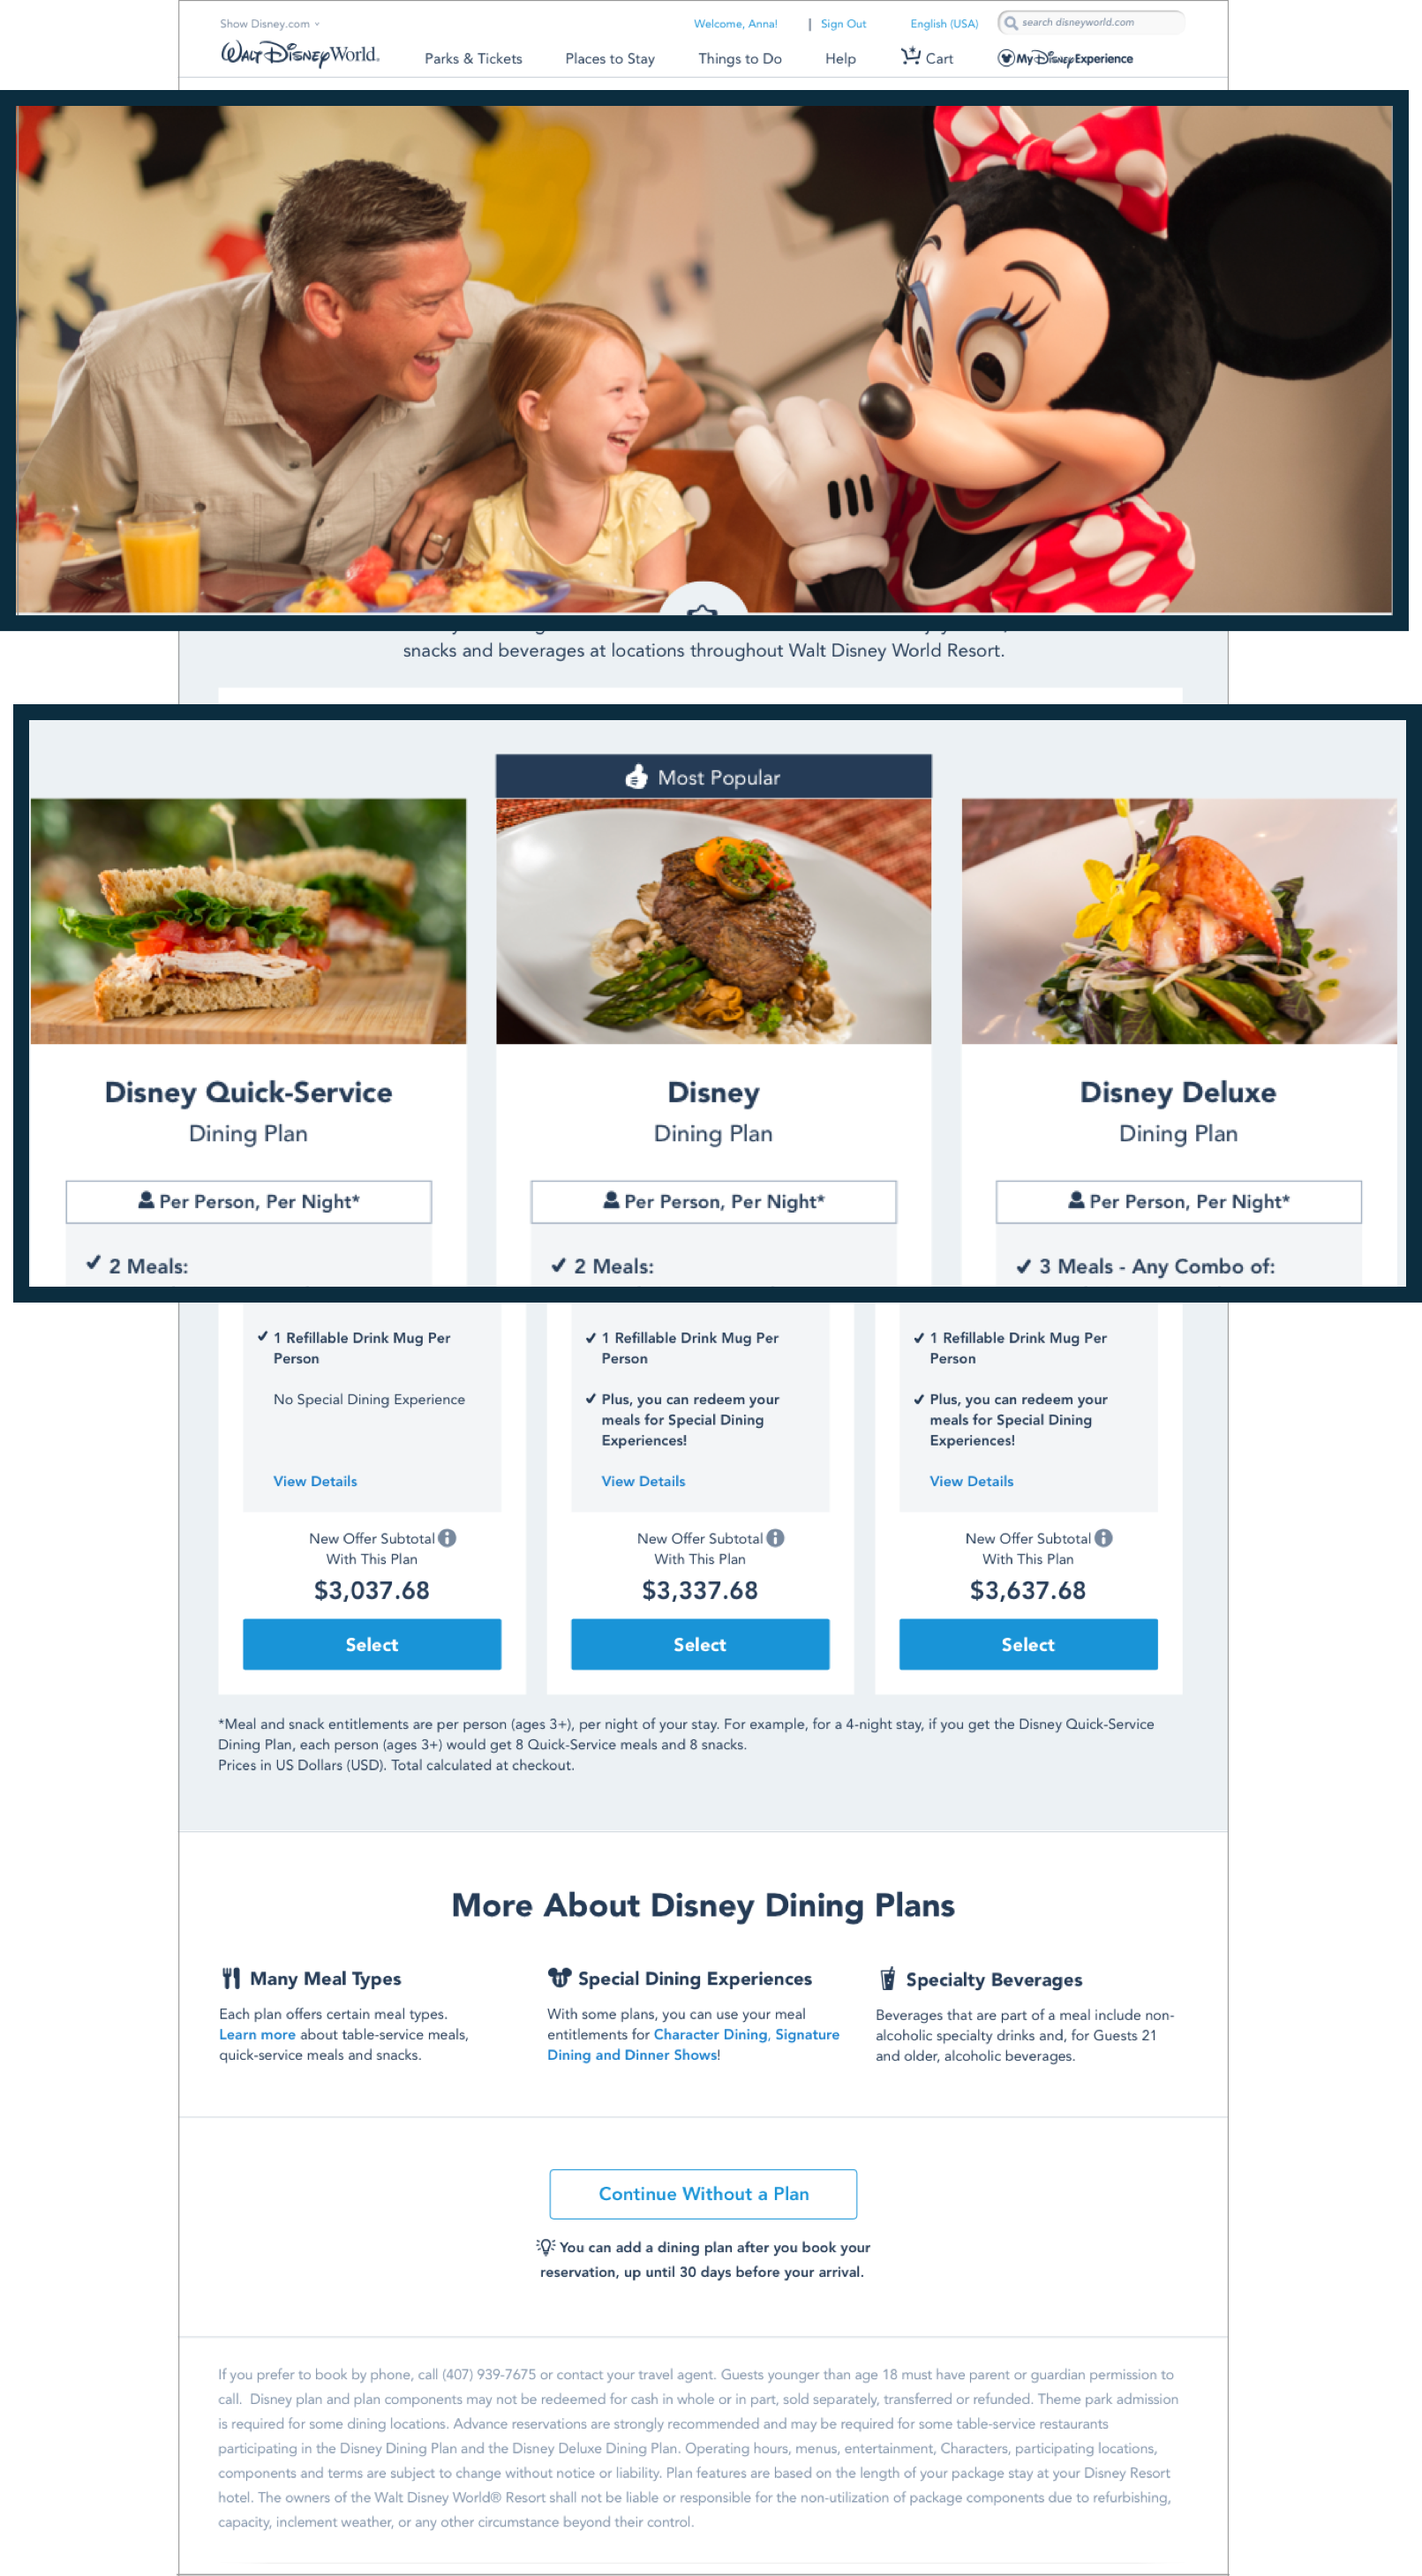 Show Disney.com
Welcome, Anna! | Sign Out English (USA) search disneyworld.com
Walt Disney World. Parks & Tickets Places to Stay Things to Do Help Cart My Disney Experience
snacks and beverages at locations throughout Walt Disney World Resort.
Most Popular
Disney Quick-Service
Dining Plan
Per Person, Per Night*
2 Meals:
Disney
Dining Plan
Per Person, Per Night*
2 Meals:
Disney Deluxe
Dining Plan
Per Person, Per Night*
3 Meals - Any Combo of:
1 Refillable Drink Mug Per
Person
No Special Dining Experience
View Details
New Offer Subtotal
With This Plan
$3,037.68
Select
1 Refillable Drink Mug Per
Person
Plus, you can redeem your
meals for Special Dining
Experiences!
View Details
New Offer Subtotal
With This Plan
$3,337.68
Select
1 Refillable Drink Mug Per
Person
Plus, you can redeem your
meals for Special Dining
Experiences!
View Details
New Offer Subtotal
With This Plan
$3,637.68
Select
*Meal and snack entitlements are per person (ages 3+), per night of your stay. For example, for a 4-night stay, if you get the Disney Quick-Service
Dining Plan, each person (ages 3+) would get 8 Quick-Service meals and 8 snacks.
Prices in US Dollars (USD). Total calculated at checkout.
More About Disney Dining Plans
Many Meal Types
Each plan offers certain meal types.
Learn more about table-service meals,
quick-service meals and snacks.
Special Dining Experiences
With some plans, you can use your meal
entitlements for Character Dining, Signature
Dining and Dinner Shows!
Specialty Beverages
Beverages that are part of a meal include non-
alcoholic specialty drinks and, for Guests 21
and older, alcoholic beverages.
Continue Without a Plan
You can add a dining plan after you book your
reservation, up until 30 days before your arrival.
If you prefer to book by phone, call (407) 939-7675 or contact your travel agent. Guests younger than age 18 must have parent or guardian permission to
call. Disney plan and plan components may not be redeemed for cash in whole or in part, sold separately, transferred or refunded. Theme park admission
is required for some dining locations. Advance reservations are strongly recommended and may be required for some table-service restaurants
participating in the Disney Dining Plan and the Disney Deluxe Dining Plan. Operating hours, menus, entertainment, Characters, participating locations,
components and terms are subject to change without notice or liability. Plan features are based on the length of your package stay at your Disney Resort
hotel. The owners of the Walt Disney World® Resort shall not be liable or responsible for the non-utilization of package components due to refurbishing,
capacity, inclement weather, or any other circumstance beyond their control.